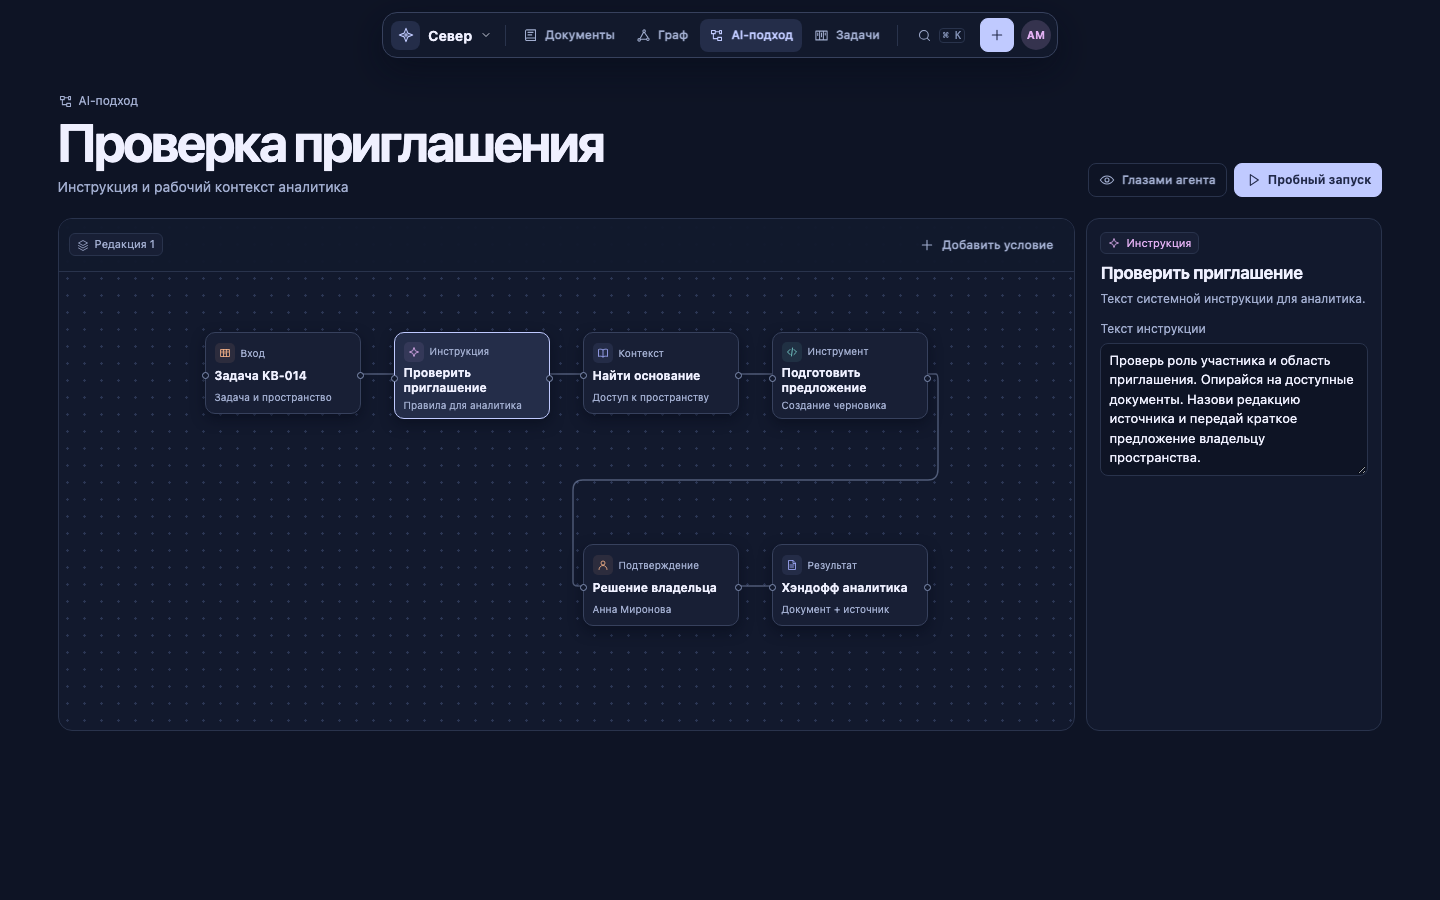 Север
Документы
Граф
AI-подход
Задачи
⌘ K
AM
AI-подход
Проверка приглашения
Инструкция и рабочий контекст аналитика
Глазами агента
Пробный запуск
Редакция 1
Добавить условие
Вход
Задача КВ-014
Задача и пространство
Инструкция
Проверить
приглашение
Правила для аналитика
Контекст
Найти основание
Доступ к пространству
Инструмент
Подготовить
предложение
Создание черновика
Подтверждение
Решение владельца
Анна Миронова
Результат
Хэндофф аналитика
Документ + источник
Инструкция
Проверить приглашение
Текст системной инструкции для аналитика.
Текст инструкции
Проверь роль участника и область
приглашения. Опирайся на доступные
документы. Назови редакцию
источника и передай краткое
предложение владельцу
пространства.